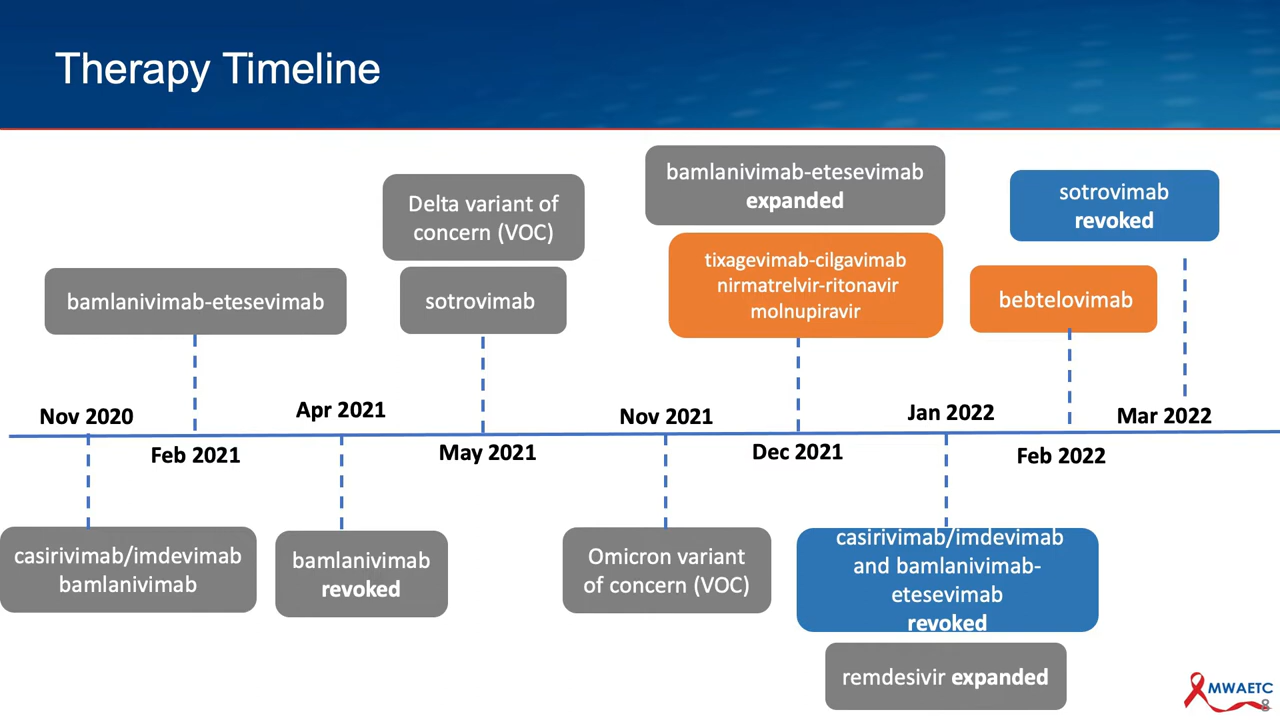 Therapy Timeline
bamlanivimab-etesevimab
Delta variant of
concern (VOC)
sotrovimab
bamlanivimab-etesevimab
expanded
tixagevimab-cilgavimab
nirmatrelvir-ritonavir
molnupiravir
sotrovimab
revoked
bebtelovimab
Nov 2020
Feb 2021
Apr 2021
May 2021
Nov 2021
Dec 2021
Jan 2022
Feb 2022
Mar 2022
casirivimab/imdevimab
bamlanivimab
bamlanivimab
revoked
Omicron variant
of concern (VOC)
casirivimab/imdevimab
and bamlanivimab-
etesevimab
revoked
remdesivir expanded
MWAETC
8